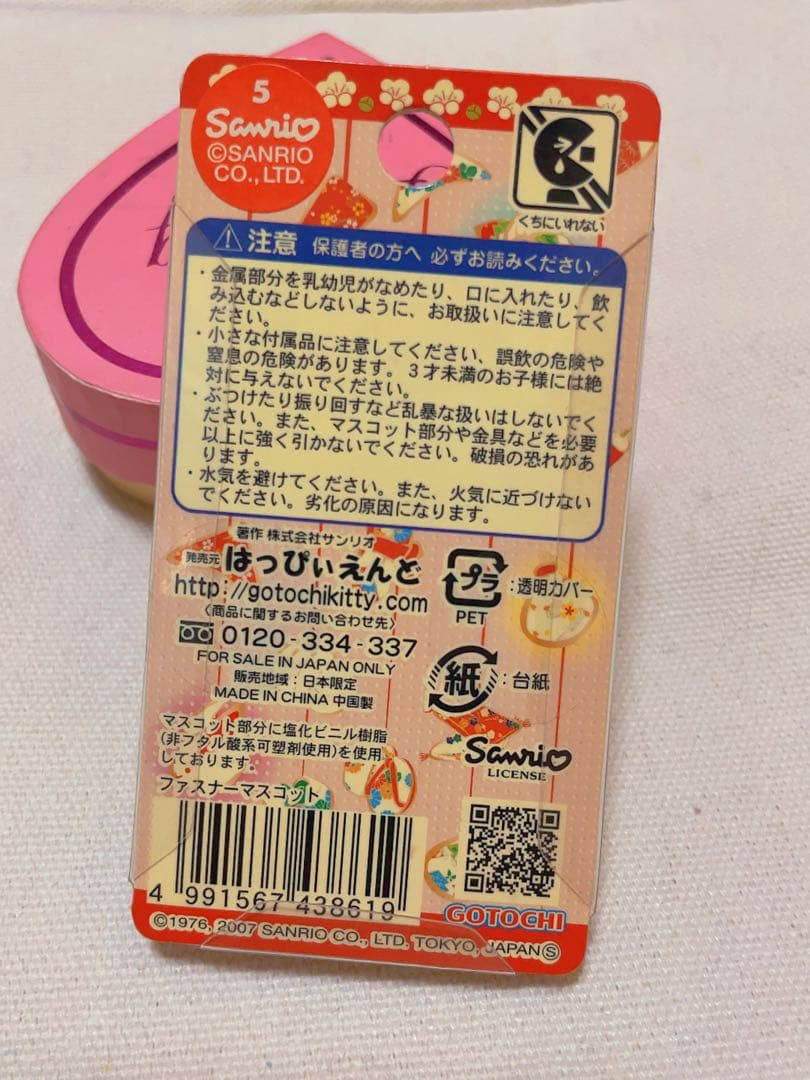 5
Sanrio
©SANRIO
CO., LTD.
くちにいれない
注意 保護者の方へ 必ずお読みください。
・金属部分を乳幼児がなめたり、口に入れたり、飲
み込むなどしないように、お取扱いに注意してく
ださい。
・小さな付属品に注意してください、誤飲の危険や
窒息の危険があります。3才未満のお子様には絶
対に与えないでください。
・ぶつけたり振り回すなど乱暴な扱いはしないでく
ださい。また、マスコット部分や金具などを必要
以上に強く引かないでください。破損の恐れがあ
ります。
・水気を避けてください。また、火気に近づけない
でください。劣化の原因になります。
著作 株式会社サンリオ
発売元 はっぴぃえんど
http://gotochikitty.com
〈商品に関するお問い合わせ先〉
0120-334-337
FOR SALE IN JAPAN ONLY
販売地域：日本限定
MADE IN CHINA 中国製
プラ：透明カバー
PET
紙：台紙
マスコット部分に塩化ビニル樹脂
(非フタル酸系可塑剤使用)を使用
しております。
Sanrio
LICENSE
ファスナーマスコット
4 991567 438619
GOTOCHI
©1976, 2007 SANRIO CO., LTD. TOKYO, JAPAN Ⓢ